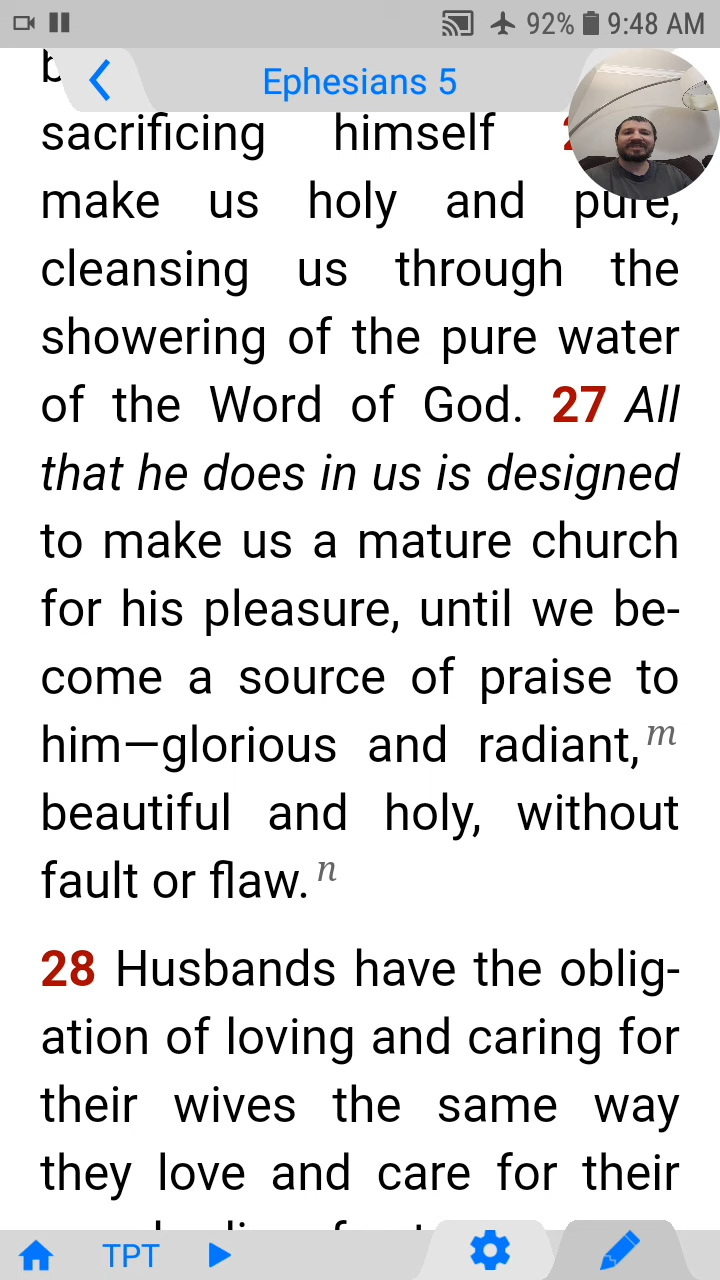 92% 9:48 AM
Ephesians 5
sacrificing himself
make us holy and pure,
cleansing us through the
showering of the pure water
of the Word of God. 27 All
that he does in us is designed
to make us a mature church
for his pleasure, until we be-
come a source of praise to
him—glorious and radiant, m
beautiful and holy, without
fault or flaw. n
28 Husbands have the oblig-
ation of loving and caring for
their wives the same way
they love and care for their
TPT